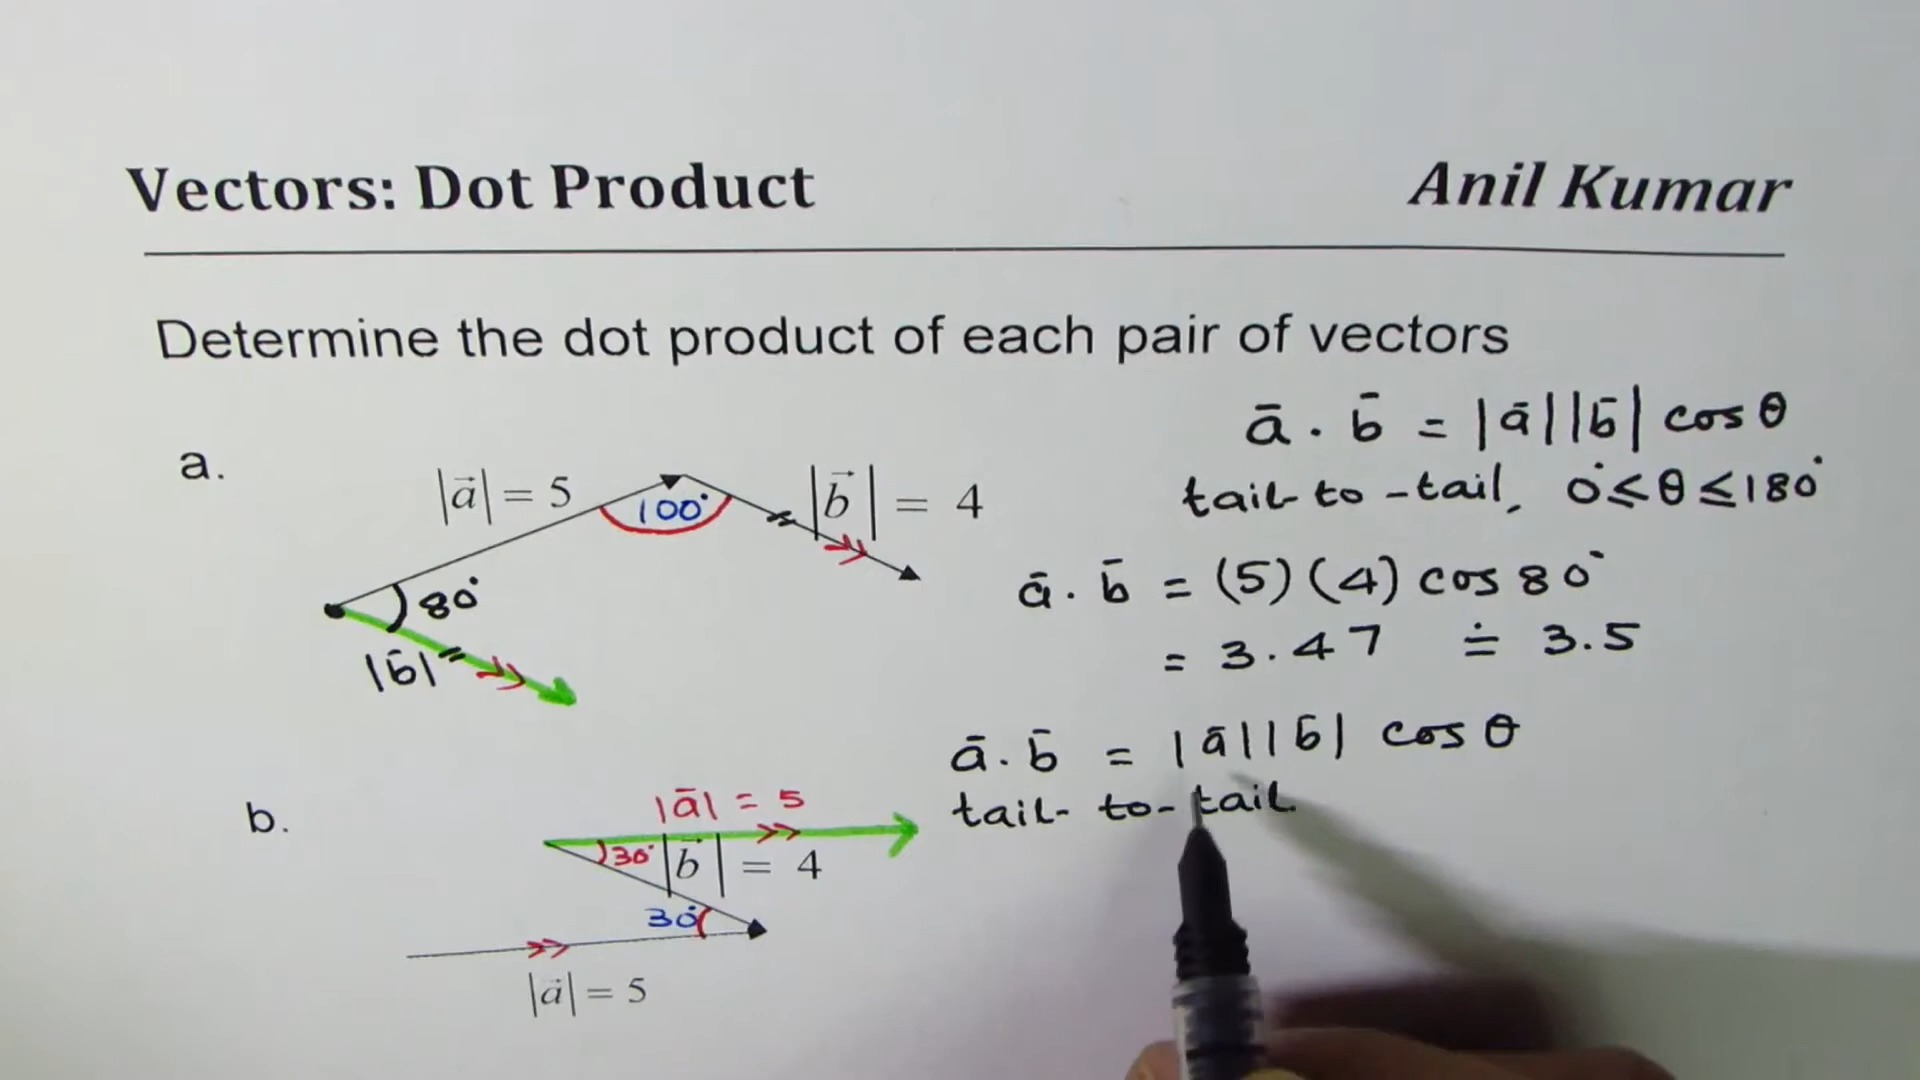 Vectors: Dot Product Anil Kumar
Determine the dot product of each pair of vectors
ā · b̄ = |ā||b̄| cos θ
a.
|a⃗| = 5
100°
|b⃗| = 4
tail-to-tail, 0° ≤ θ ≤ 180°
80°
ā · b̄ = (5)(4) cos 80°
|b̄|
= 3.47 ≐ 3.5
ā · b̄ = |ā||b̄| cos θ
b.
|ā| = 5
tail-to-tail
30° |b⃗| = 4
30°
|a⃗| = 5